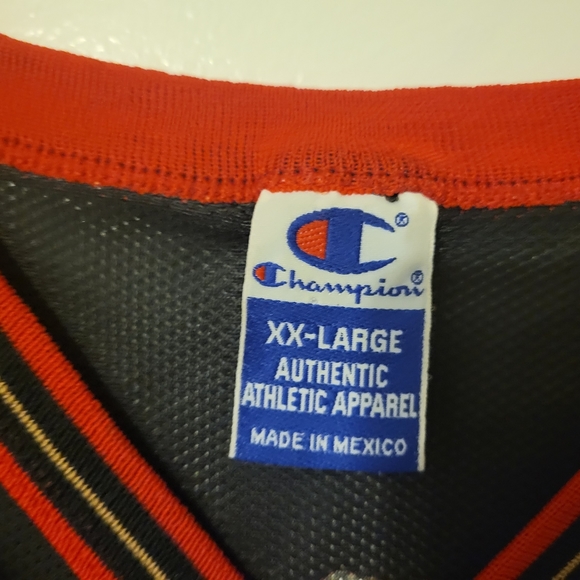 Champion®
XX-LARGE
AUTHENTIC
ATHLETIC APPAREL
MADE IN MEXICO